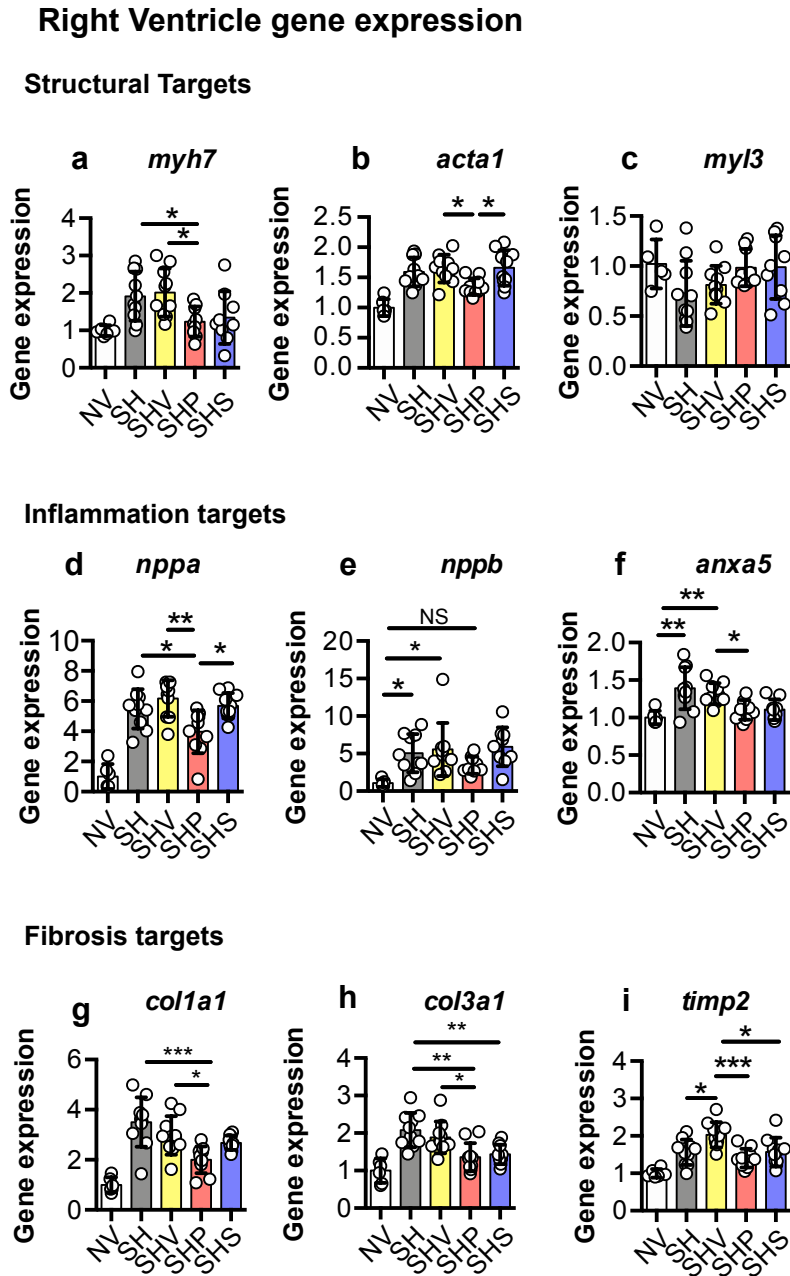 Right Ventricle gene expression
Structural Targets
a myh7
b acta1
c myl3
Gene expression
4
3
2
1
0
* 
*
NV SH SHV SHP SHS
Gene expression
2.5
2.0
1.5
1.0
0.5
0.0
* *
NV SH SHV SHP SHS
Gene expression
1.5
1.0
0.5
0.0
NV SH SHV SHP SHS
Inflammation targets
d nppa
e nppb
f anxa5
Gene expression
10
8
6
4
2
0
**
* *
NV SH SHV SHP SHS
Gene expression
20
15
10
5
0
NS
*
*
NV SH SHV SHP SHS
Gene expression
2.0
1.5
1.0
0.5
0.0
**
** *
NV SH SHV SHP SHS
Fibrosis targets
g col1a1
h col3a1
i timp2
Gene expression
6
4
2
0
***
*
NV SH SHV SHP SHS
Gene expression
4
3
2
1
0
**
**
*
NV SH SHV SHP SHS
Gene expression
4
3
2
1
0
*
* ***
NV SH SHV SHP SHS